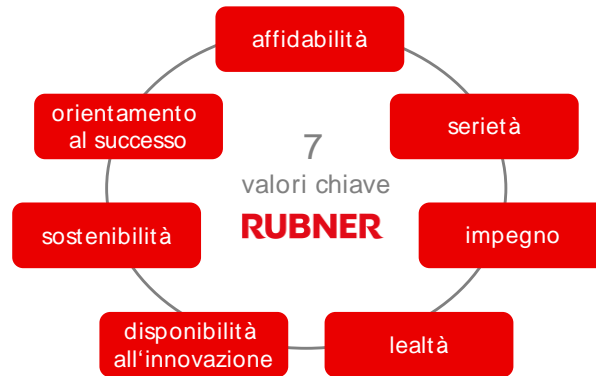 affidabilità
serietà
impegno
lealtà
disponibilità
all‘innovazione
sostenibilità
orientamento
al successo
7
valori chiave
RUBNER